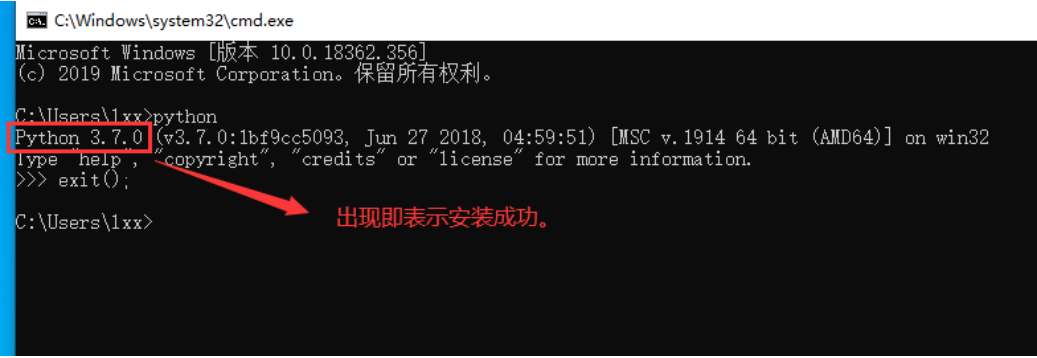 C:\Windows\system32\cmd.exe
Microsoft Windows [版本 10.0.18362.356]
(c) 2019 Microsoft Corporation。保留所有权利。
C:\Users\lxx>python
Python 3.7.0 (v3.7.0:1bf9cc5093, Jun 27 2018, 04:59:51) [MSC v.1914 64 bit (AMD64)] on win32
Type "help", "copyright", "credits" or "license" for more information.
>>> exit();
C:\Users\lxx>
出现即表示安装成功。